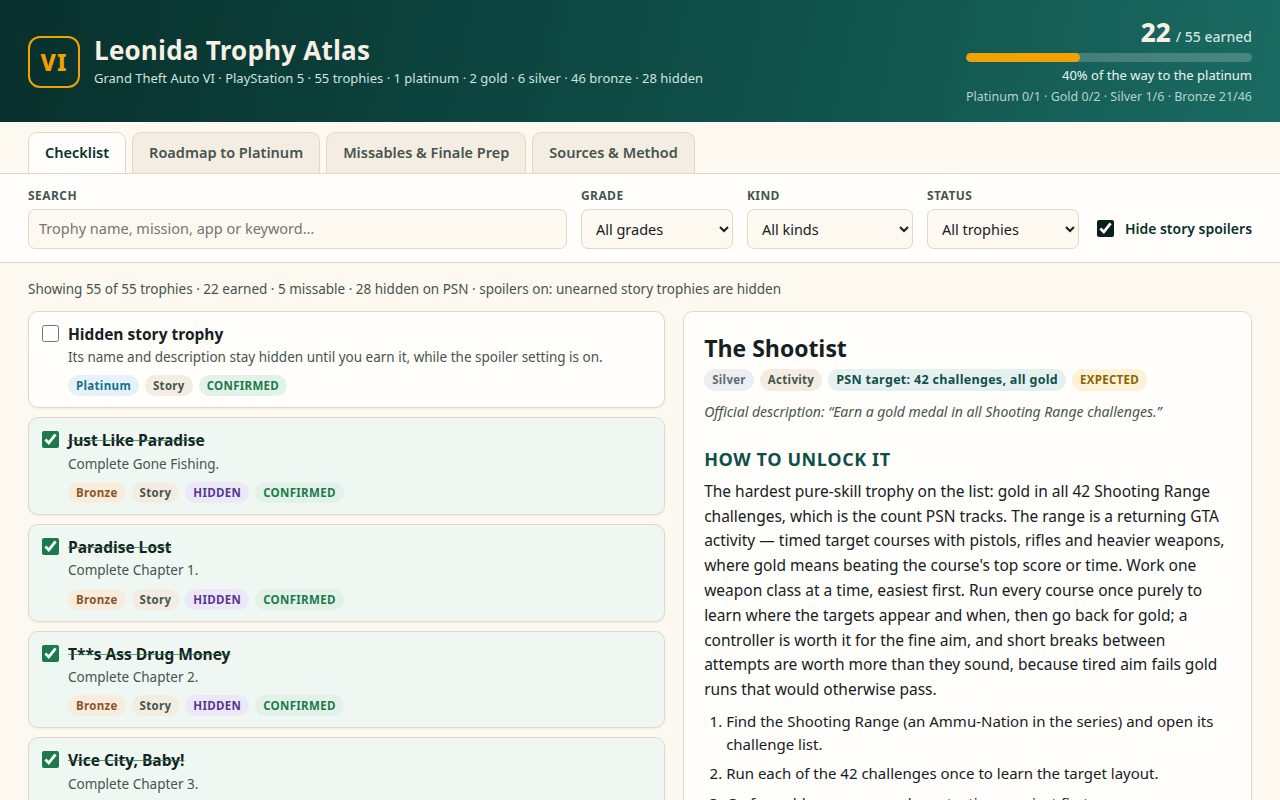 VI
Leonida Trophy Atlas
Grand Theft Auto VI · PlayStation 5 · 55 trophies · 1 platinum · 2 gold · 6 silver · 46 bronze · 28 hidden
22 / 55 earned
40% of the way to the platinum
Platinum 0/1 · Gold 0/2 · Silver 1/6 · Bronze 21/46
Checklist
Roadmap to Platinum
Missables & Finale Prep
Sources & Method
SEARCH
Trophy name, mission, app or keyword...
GRADE
All grades
KIND
All kinds
STATUS
All trophies
Hide story spoilers
Showing 55 of 55 trophies · 22 earned · 5 missable · 28 hidden on PSN · spoilers on: unearned story trophies are hidden
Hidden story trophy
Its name and description stay hidden until you earn it, while the spoiler setting is on.
Platinum Story CONFIRMED
Just Like Paradise
Complete Gone Fishing.
Bronze Story HIDDEN CONFIRMED
Paradise Lost
Complete Chapter 1.
Bronze Story HIDDEN CONFIRMED
T**s Ass Drug Money
Complete Chapter 2.
Bronze Story HIDDEN CONFIRMED
Vice City, Baby!
Complete Chapter 3.
The Shootist
Silver Activity PSN target: 42 challenges, all gold EXPECTED
Official description: “Earn a gold medal in all Shooting Range challenges.”
HOW TO UNLOCK IT
The hardest pure-skill trophy on the list: gold in all 42 Shooting Range
challenges, which is the count PSN tracks. The range is a returning GTA
activity — timed target courses with pistols, rifles and heavier weapons,
where gold means beating the course's top score or time. Work one
weapon class at a time, easiest first. Run every course once purely to
learn where the targets appear and when, then go back for gold; a
controller is worth it for the fine aim, and short breaks between
attempts are worth more than they sound, because tired aim fails gold
runs that would otherwise pass.
1. Find the Shooting Range (an Ammu-Nation in the series) and open its
challenge list.
2. Run each of the 42 challenges once to learn the target layout.